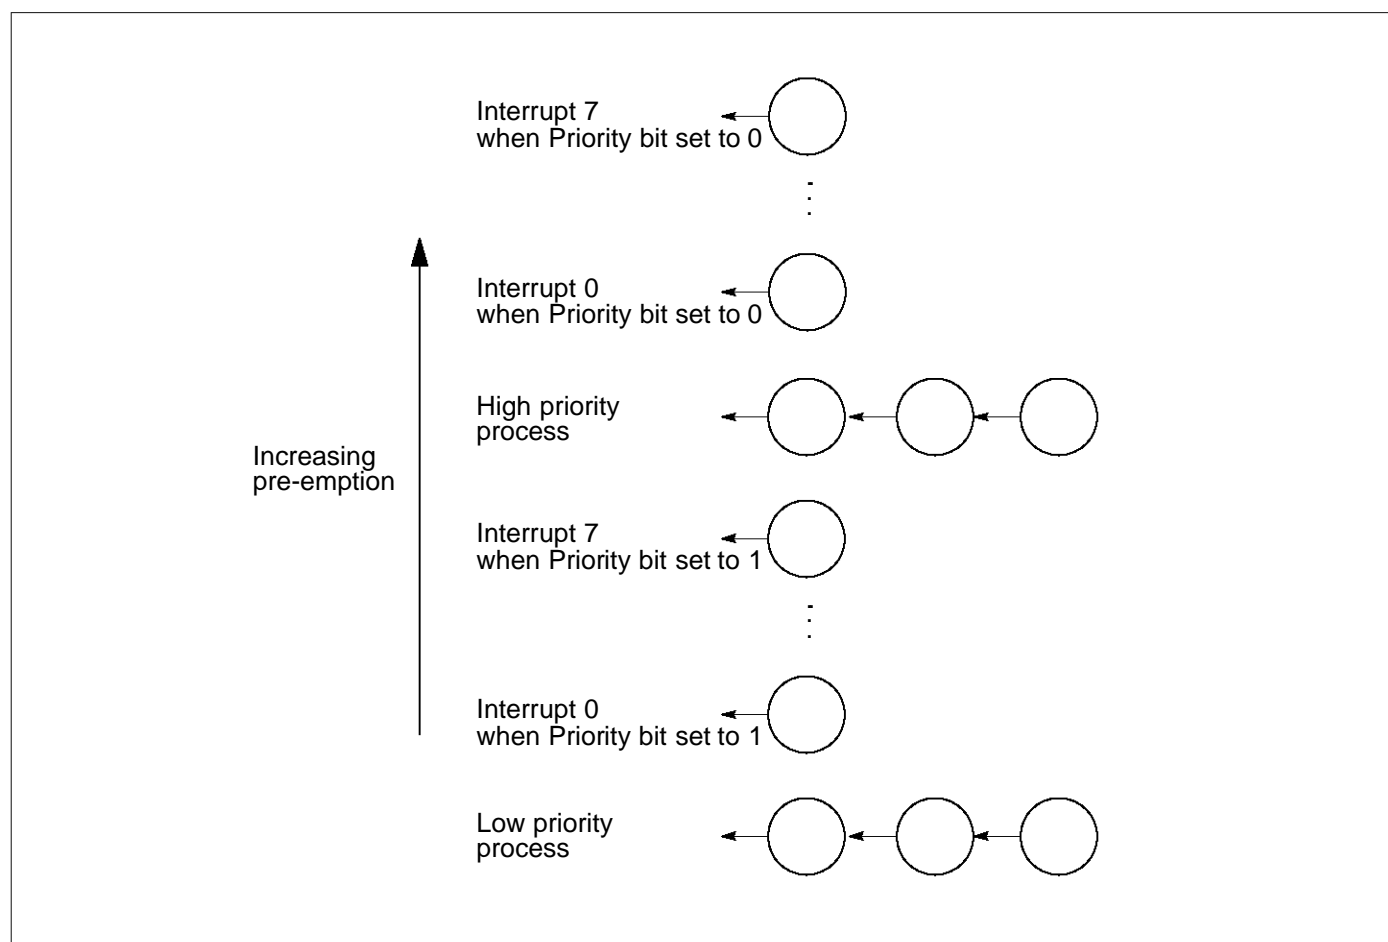 Interrupt 7
when Priority bit set to 0
Interrupt 0
when Priority bit set to 0
High priority
process
Increasing
pre-emption
Interrupt 7
when Priority bit set to 1
Interrupt 0
when Priority bit set to 1
Low priority
process